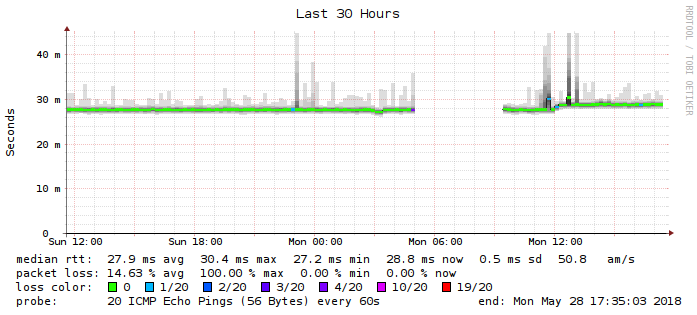 Last 30 Hours
RRDTOOL / TOBI OETIKER
Seconds
40 m
30 m
20 m
10 m
0
Sun 12:00 Sun 18:00 Mon 00:00 Mon 06:00 Mon 12:00
median rtt: 27.9 ms avg 30.4 ms max 27.2 ms min 28.8 ms now 0.5 ms sd 50.8 am/s
packet loss: 14.63 % avg 100.00 % max 0.00 % min 0.00 % now
loss color: 0 1/20 2/20 3/20 4/20 10/20 19/20
probe: 20 ICMP Echo Pings (56 Bytes) every 60s end: Mon May 28 17:35:03 2018